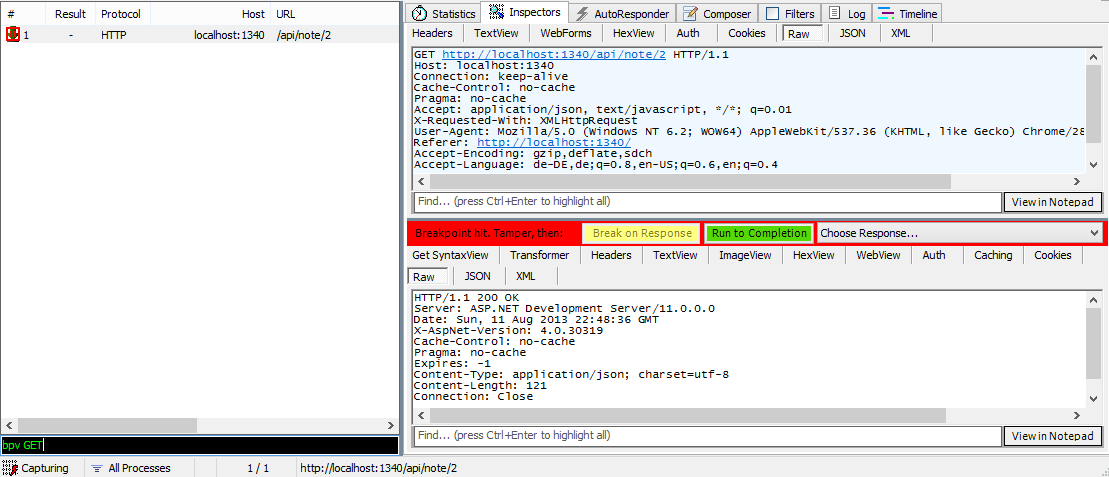 # Result Protocol Host URL
1 - HTTP localhost:1340 /api/note/2
bpv GET
Statistics Inspectors AutoResponder Composer Filters Log Timeline
Headers TextView WebForms HexView Auth Cookies Raw JSON XML
GET http://localhost:1340/api/note/2 HTTP/1.1
Host: localhost:1340
Connection: keep-alive
Cache-Control: no-cache
Pragma: no-cache
Accept: application/json, text/javascript, */*; q=0.01
X-Requested-With: XMLHttpRequest
User-Agent: Mozilla/5.0 (Windows NT 6.2; WOW64) AppleWebKit/537.36 (KHTML, like Gecko) Chrome/28
Referer: http://localhost:1340/
Accept-Encoding: gzip,deflate,sdch
Accept-Language: de-DE,de;q=0.8,en-US;q=0.6,en;q=0.4
Find... (press Ctrl+Enter to highlight all) View in Notepad
Breakpoint hit. Tamper, then: Break on Response Run to Completion Choose Response...
Get SyntaxView Transformer Headers TextView ImageView HexView WebView Auth Caching Cookies
Raw JSON XML
HTTP/1.1 200 OK
Server: ASP.NET Development Server/11.0.0.0
Date: Sun, 11 Aug 2013 22:48:36 GMT
X-AspNet-Version: 4.0.30319
Cache-Control: no-cache
Pragma: no-cache
Expires: -1
Content-Type: application/json; charset=utf-8
Content-Length: 121
Connection: Close
Find... (press Ctrl+Enter to highlight all) View in Notepad
Capturing All Processes 1 / 1 http://localhost:1340/api/note/2